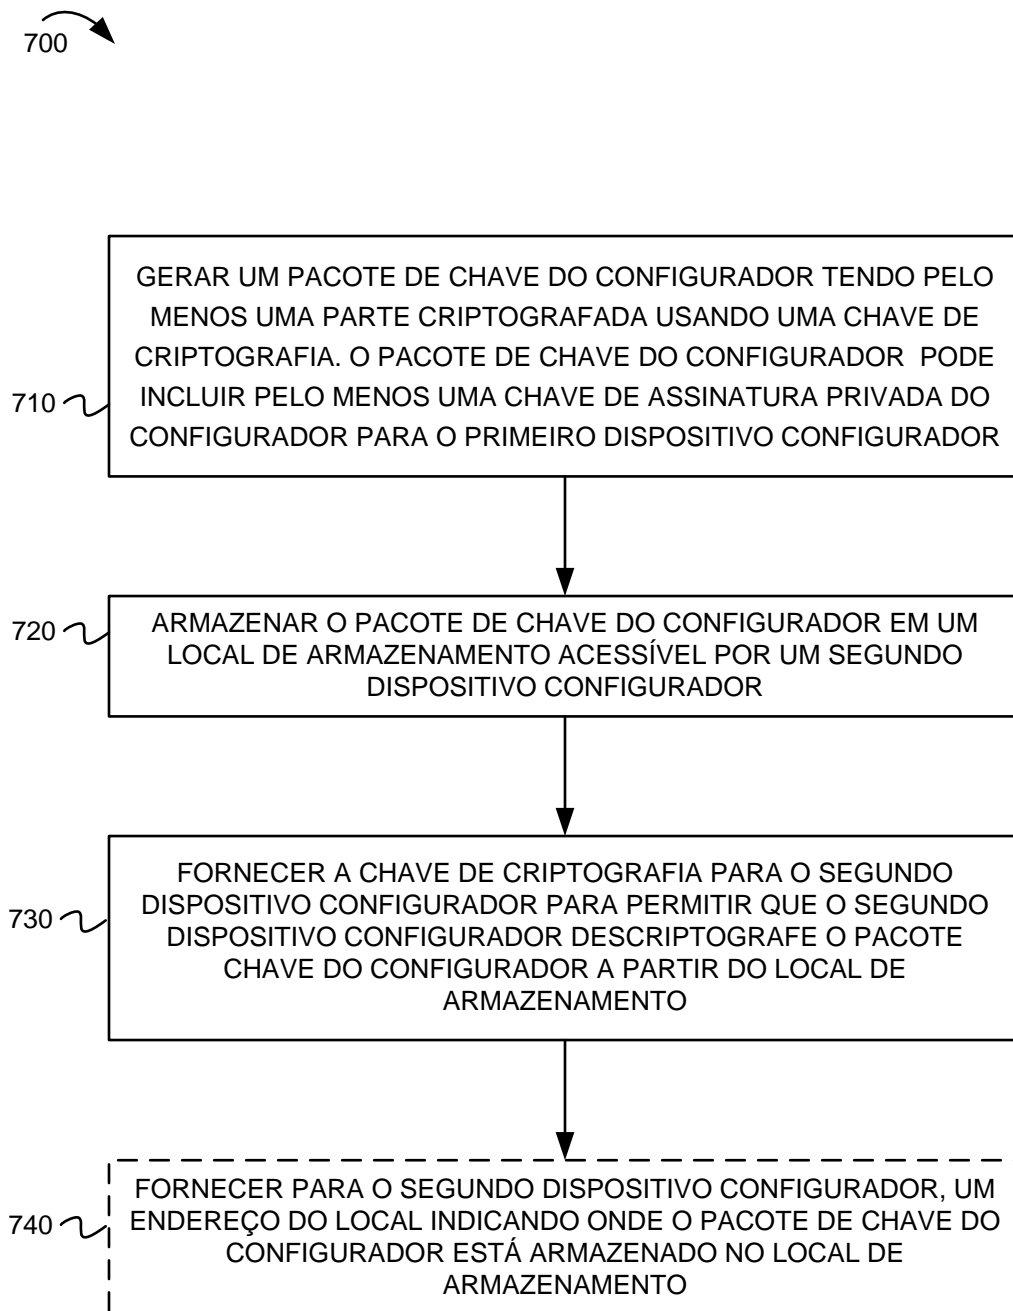 700
GERAR UM PACOTE DE CHAVE DO CONFIGURADOR TENDO PELO
MENOS UMA PARTE CRIPTOGRAFADA USANDO UMA CHAVE DE
CRIPTOGRAFIA. O PACOTE DE CHAVE DO CONFIGURADOR PODE
INCLUIR PELO MENOS UMA CHAVE DE ASSINATURA PRIVADA DO
CONFIGURADOR PARA O PRIMEIRO DISPOSITIVO CONFIGURADOR
710
ARMAZENAR O PACOTE DE CHAVE DO CONFIGURADOR EM UM
LOCAL DE ARMAZENAMENTO ACESSÍVEL POR UM SEGUNDO
DISPOSITIVO CONFIGURADOR
720
FORNECER A CHAVE DE CRIPTOGRAFIA PARA O SEGUNDO
DISPOSITIVO CONFIGURADOR PARA PERMITIR QUE O SEGUNDO
DISPOSITIVO CONFIGURADOR DESCRIPTOGRAFE O PACOTE
CHAVE DO CONFIGURADOR A PARTIR DO LOCAL DE
ARMAZENAMENTO
730
FORNECER PARA O SEGUNDO DISPOSITIVO CONFIGURADOR, UM
ENDEREÇO DO LOCAL INDICANDO ONDE O PACOTE DE CHAVE DO
CONFIGURADOR ESTÁ ARMAZENADO NO LOCAL DE
ARMAZENAMENTO
740